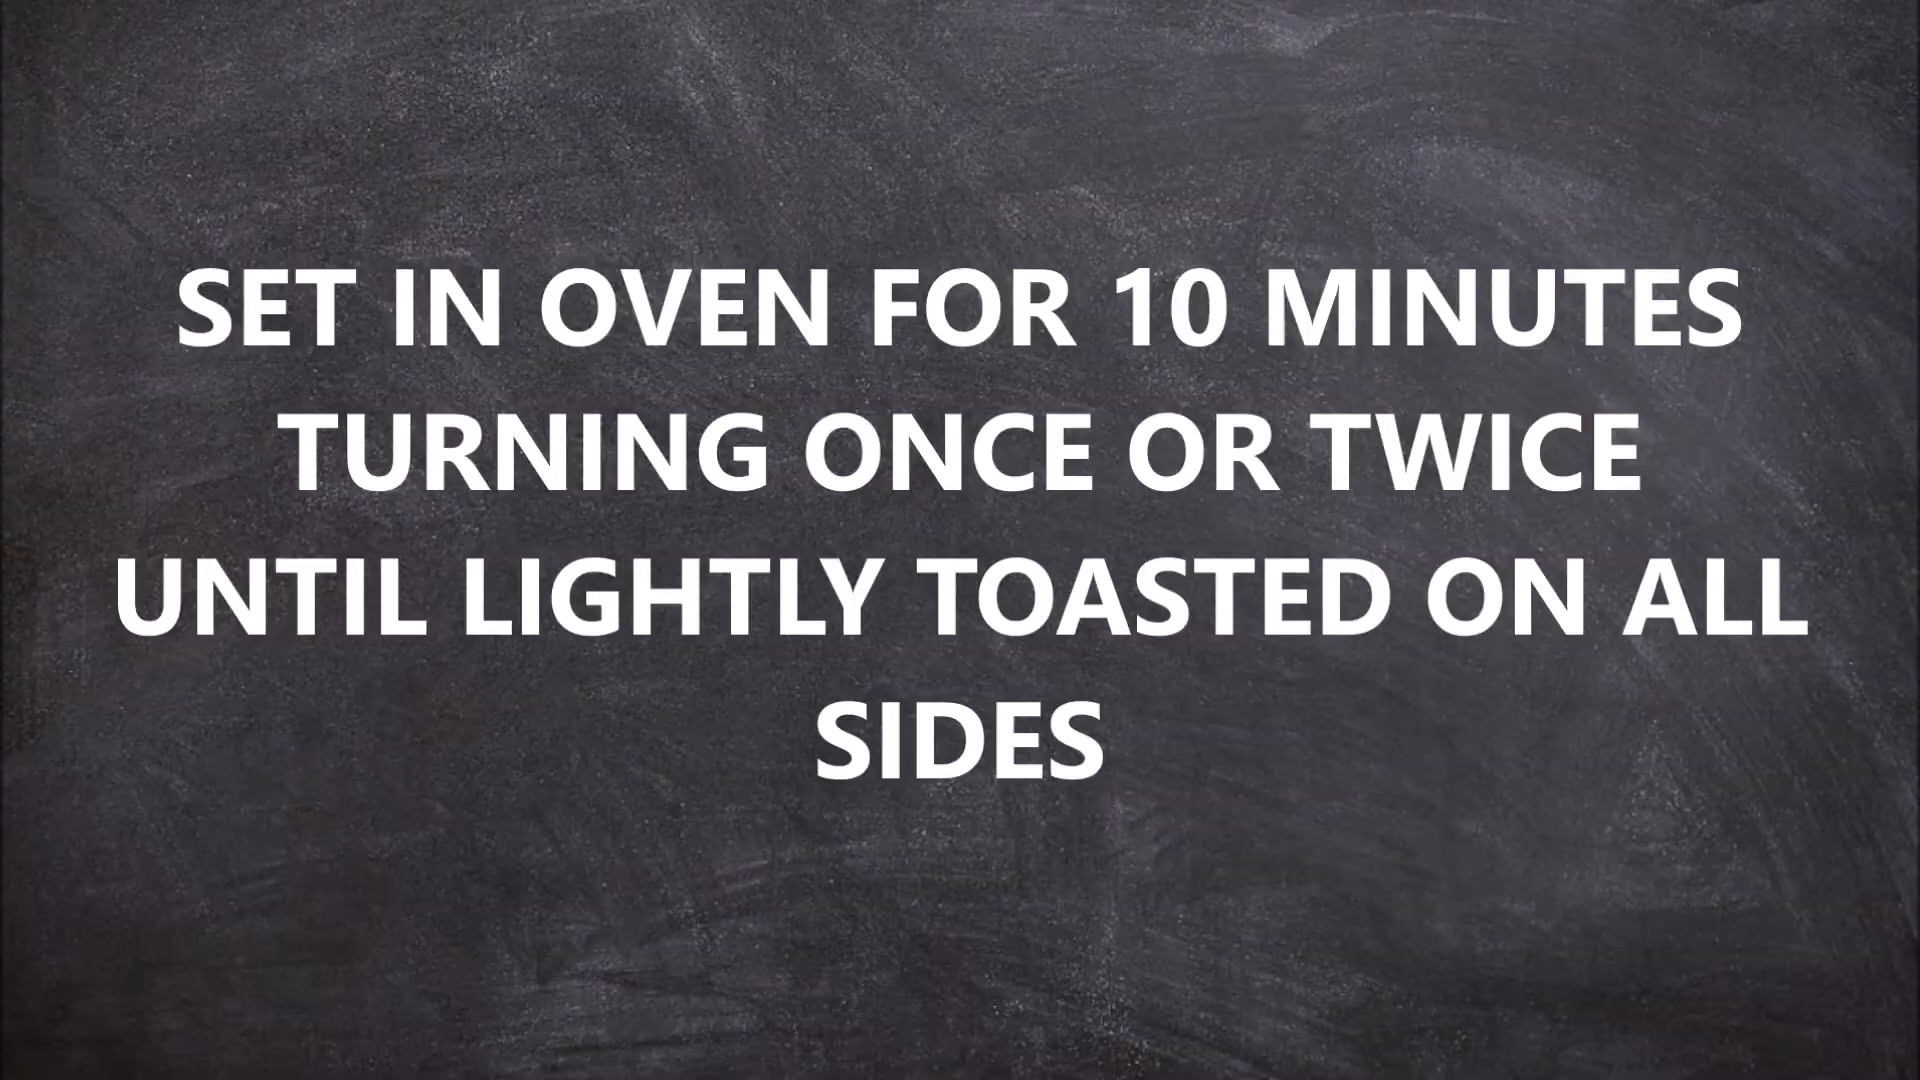 SET IN OVEN FOR 10 MINUTES
TURNING ONCE OR TWICE
UNTIL LIGHTLY TOASTED ON ALL
SIDES